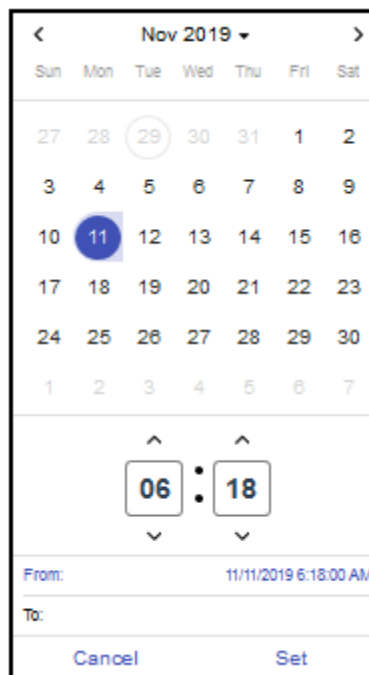 Nov 2019
Sun Mon Tue Wed Thu Fri Sat
27 28 29 30 31 1 2
3 4 5 6 7 8 9
10 11 12 13 14 15 16
17 18 19 20 21 22 23
24 25 26 27 28 29 30
1 2 3 4 5 6 7
06 : 18
From: 11/11/2019 6:18:00 AM
To:
Cancel Set